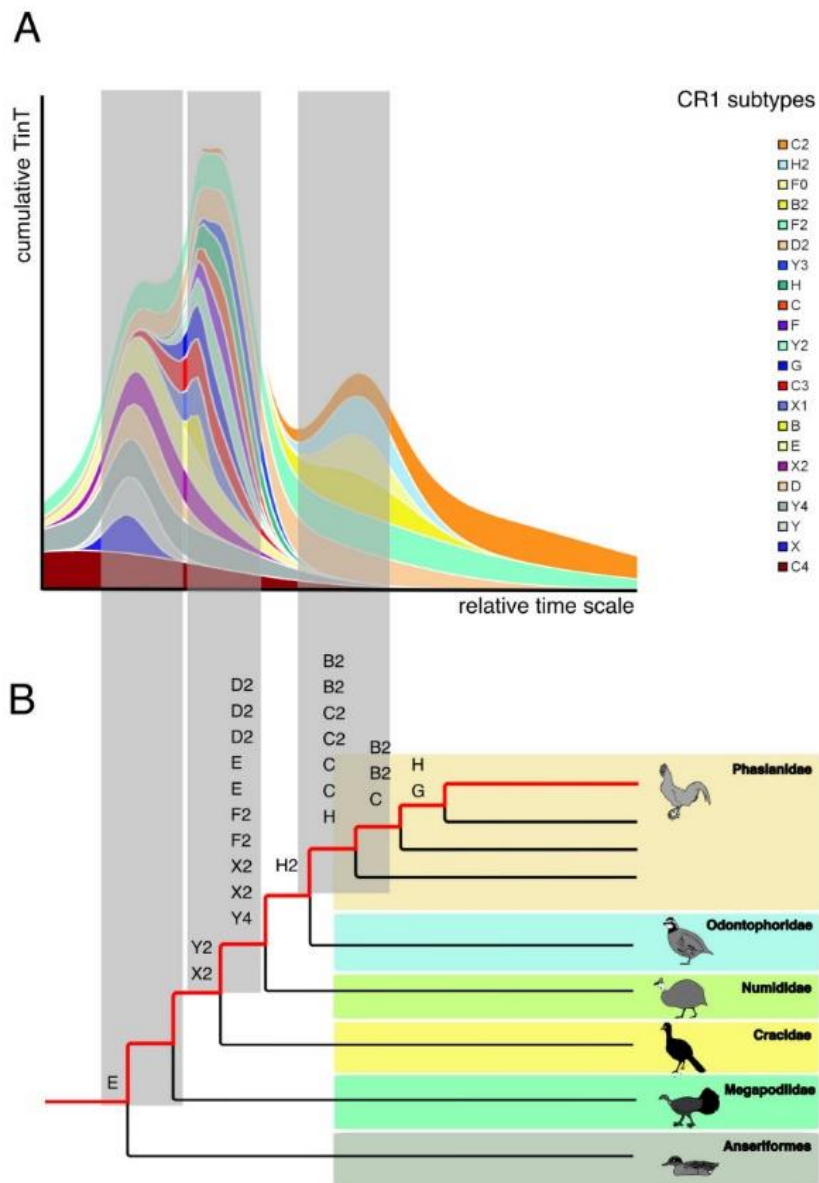 A
cumulative TinT
relative time scale
CR1 subtypes
C2
H2
F0
B2
F2
D2
Y3
H
C
F
Y2
G
C3
X1
B
E
X2
D
Y4
Y
X
C4
B
E
Y2
X2
D2
D2
D2
E
E
F2
F2
X2
X2
Y4
H2
B2
B2
C2
C2
C
C
H
B2
B2
C
H
G
Phasianidae
Odontophoridae
Numididae
Cracidae
Megapodiidae
Anseriformes